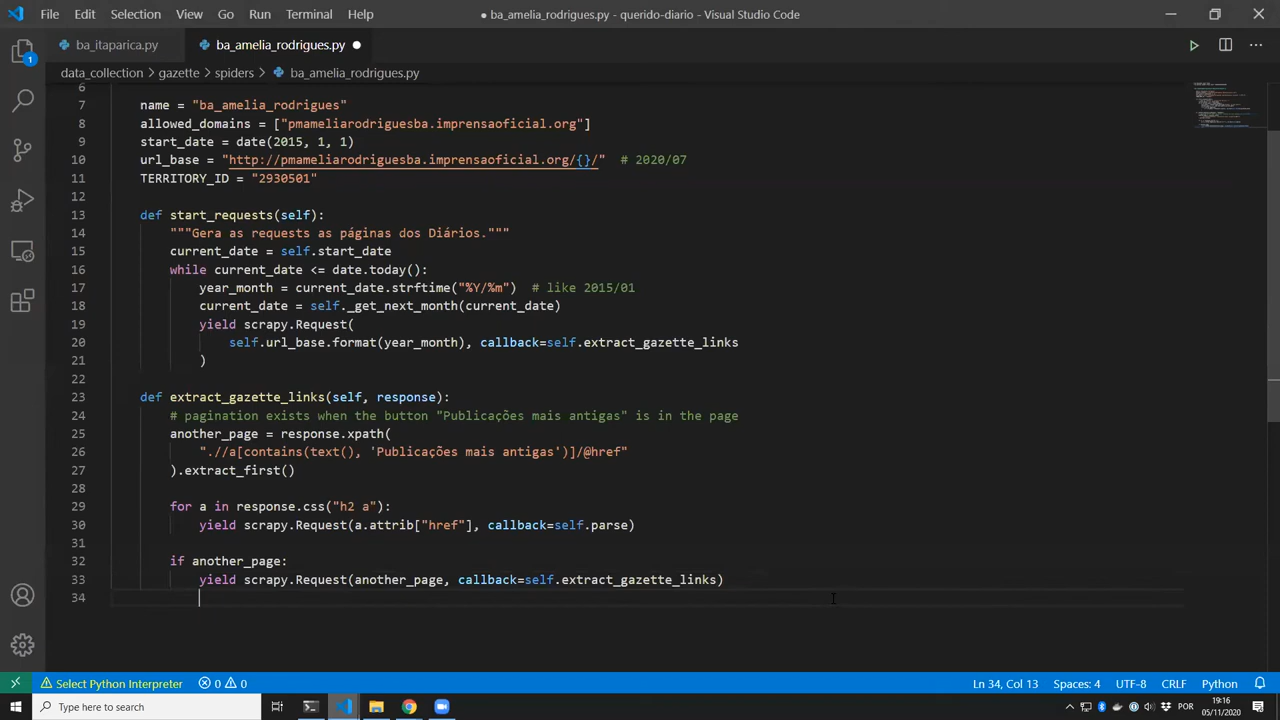 File Edit Selection View Go Run Terminal Help
● ba_amelia_rodrigues.py - querido-diario - Visual Studio Code
ba_itaparica.py
ba_amelia_rodrigues.py ●
data_collection > gazette > spiders > ba_amelia_rodrigues.py
6
7 name = "ba_amelia_rodrigues"
8 allowed_domains = ["pmameliarodriguesba.imprensaoficial.org"]
9 start_date = date(2015, 1, 1)
10 url_base = "http://pmameliarodriguesba.imprensaoficial.org/{}/" # 2020/07
11 TERRITORY_ID = "2930501"
12
13 def start_requests(self):
14 """Gera as requests as páginas dos Diários."""
15 current_date = self.start_date
16 while current_date <= date.today():
17 year_month = current_date.strftime("%Y/%m") # like 2015/01
18 current_date = self._get_next_month(current_date)
19 yield scrapy.Request(
20 self.url_base.format(year_month), callback=self.extract_gazette_links
21 )
22
23 def extract_gazette_links(self, response):
24 # pagination exists when the button "Publicações mais antigas" is in the page
25 another_page = response.xpath(
26 ".//a[contains(text(), 'Publicações mais antigas')]/@href"
27 ).extract_first()
28
29 for a in response.css("h2 a"):
30 yield scrapy.Request(a.attrib["href"], callback=self.parse)
31
32 if another_page:
33 yield scrapy.Request(another_page, callback=self.extract_gazette_links)
34
1
Select Python Interpreter 0 0
Ln 34, Col 13 Spaces: 4 UTF-8 CRLF Python
Type here to search
POR
19:16
05/11/2020